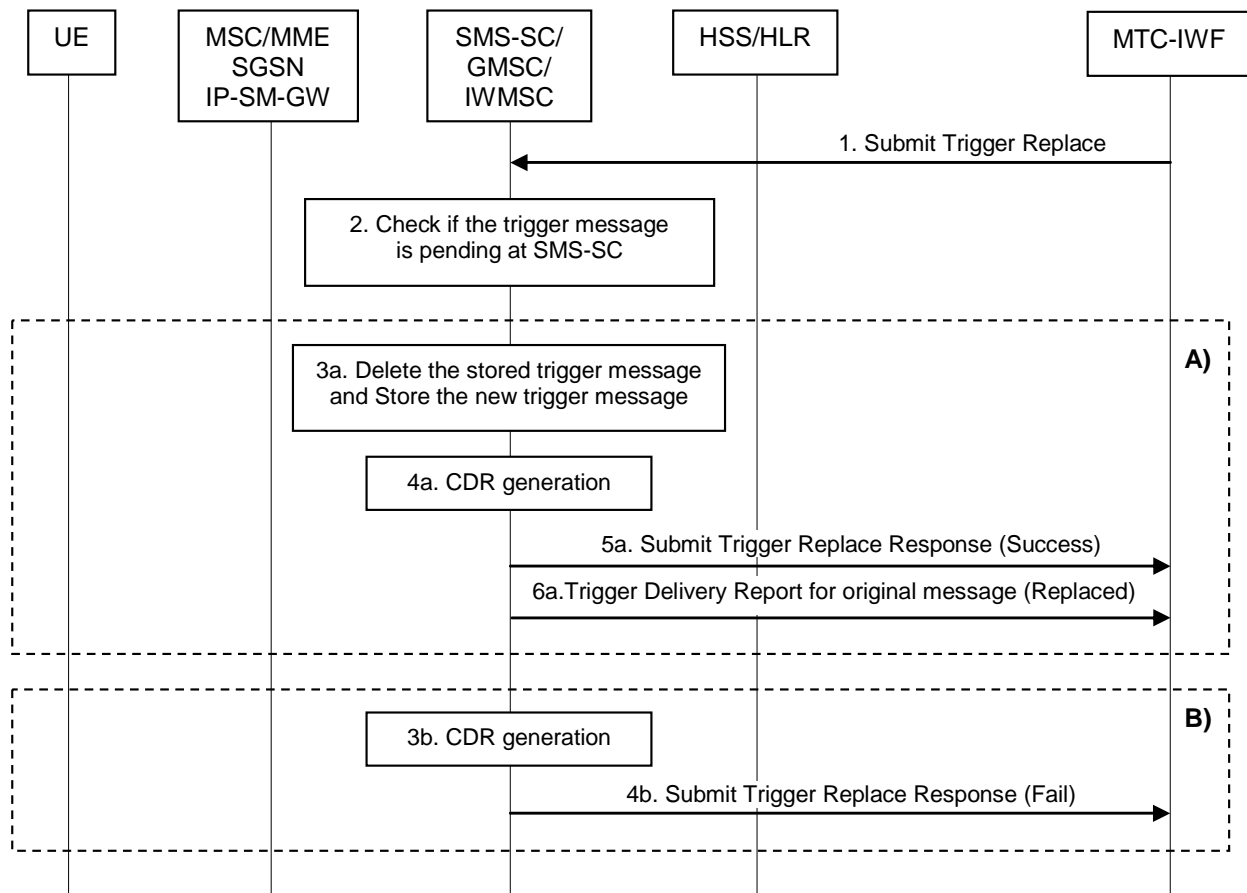 UE
MSC/MME
SGSN
IP-SM-GW
SMS-SC/
GMSC/
IWMSC
HSS/HLR
MTC-IWF
1. Submit Trigger Replace
2. Check if the trigger message
is pending at SMS-SC
A)
3a. Delete the stored trigger message
and Store the new trigger message
4a. CDR generation
5a. Submit Trigger Replace Response (Success)
6a.Trigger Delivery Report for original message (Replaced)
B)
3b. CDR generation
4b. Submit Trigger Replace Response (Fail)